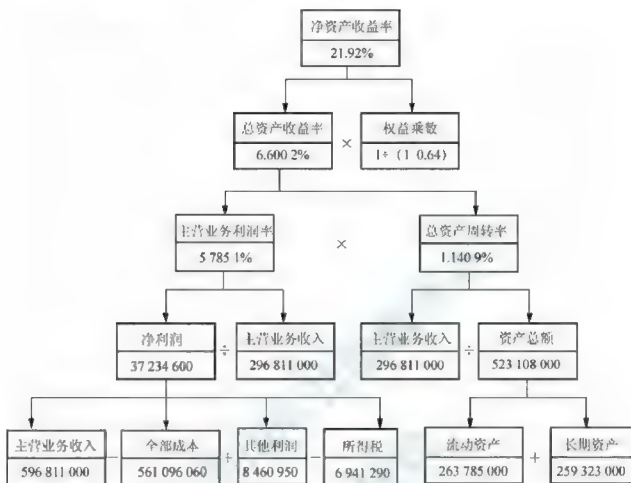 净资产收益率
21.92%
总资产收益率 × 权益乘数
6.600 2% 1÷（1 0.64）
主营业务利润率 × 总资产周转率
5 785 1% 1.140 9%
净利润 ÷ 主营业务收入 主营业务收入 ÷ 资产总额
37 234 600 296 811 000 296 811 000 523 108 000
主营业务收入 − 全部成本 + 其他利润 − 所得税 流动资产 + 长期资产
596 811 000 561 096 060 8 460 950 6 941 290 263 785 000 259 323 000